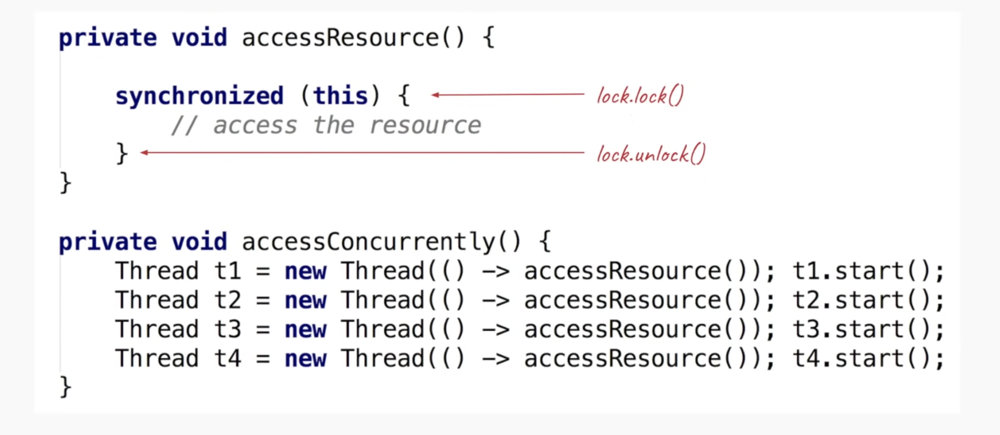 private void accessResource() {
synchronized (this) { lock.lock()
// access the resource
} lock.unlock()
}
private void accessConcurrently() {
Thread t1 = new Thread(() -> accessResource()); t1.start();
Thread t2 = new Thread(() -> accessResource()); t2.start();
Thread t3 = new Thread(() -> accessResource()); t3.start();
Thread t4 = new Thread(() -> accessResource()); t4.start();
}